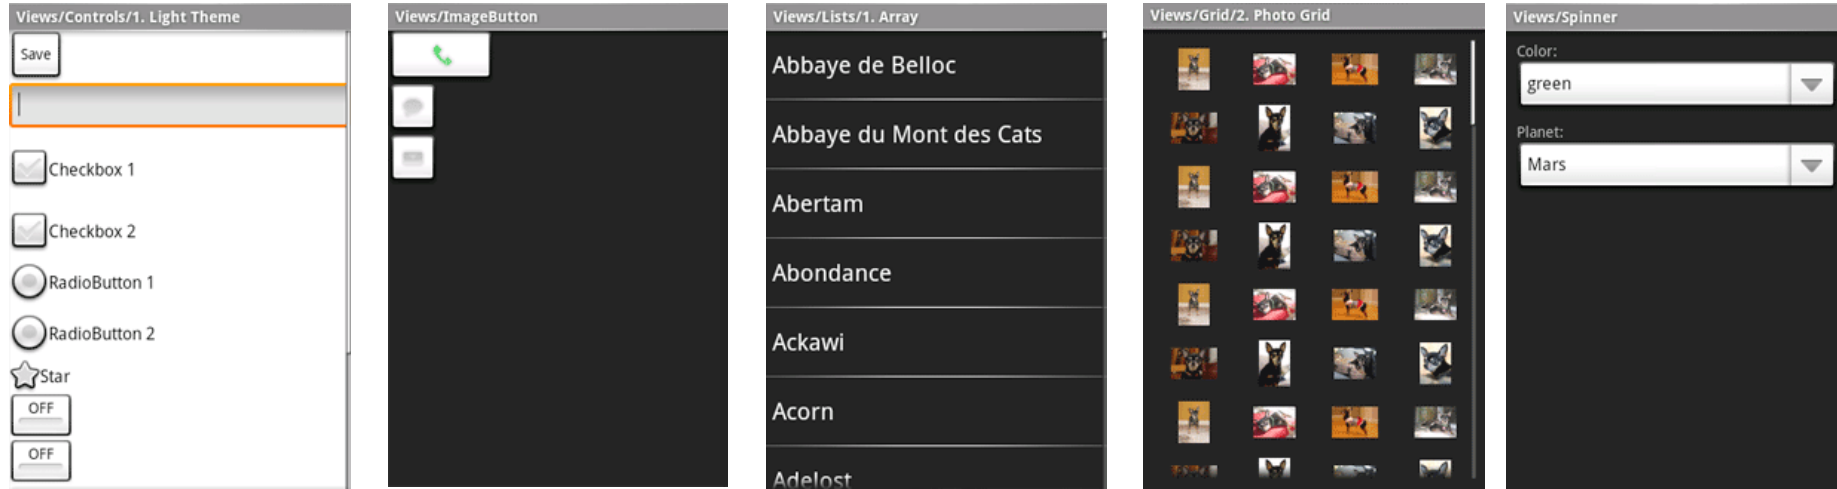 Views/Controls/1. Light Theme
Save
Checkbox 1
Checkbox 2
RadioButton 1
RadioButton 2
Star
OFF
OFF
Views/ImageButton
Views/Lists/1. Array
Abbaye de Belloc
Abbaye du Mont des Cats
Abertam
Abondance
Ackawi
Acorn
Adelost
Views/Grid/2. Photo Grid
Views/Spinner
Color:
green
Planet:
Mars